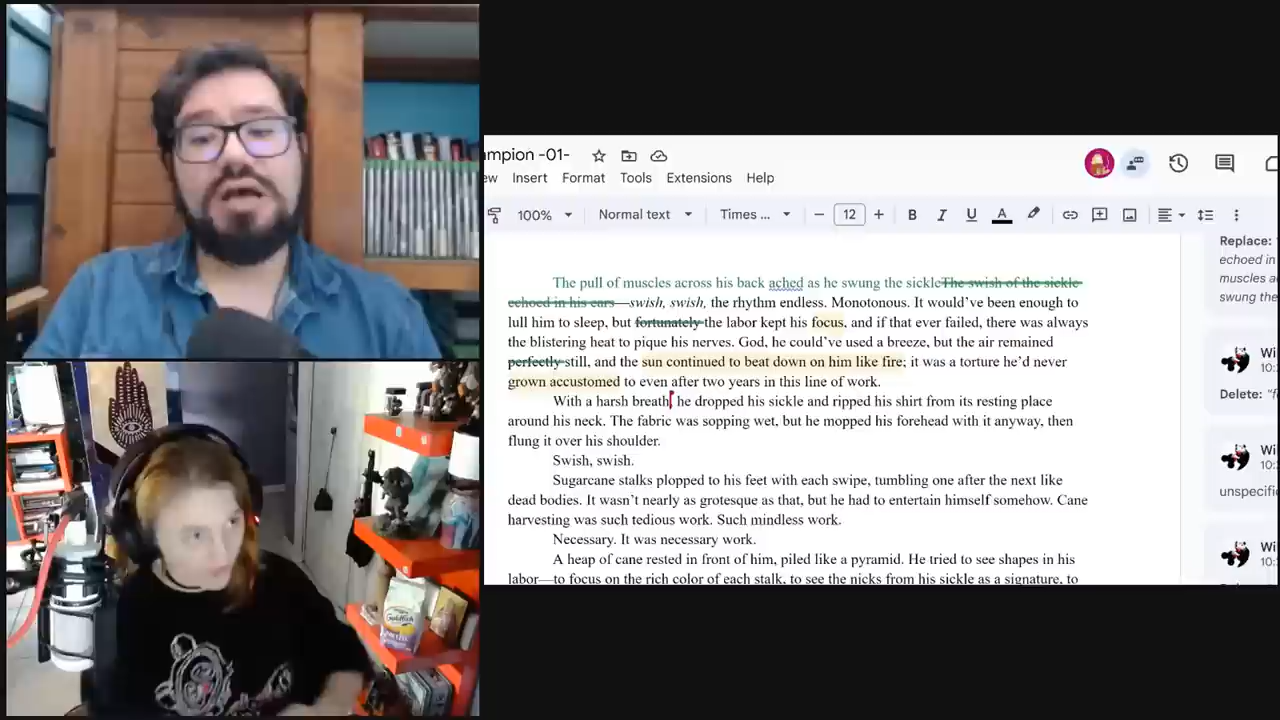 mpion -01-
ew Insert Format Tools Extensions Help
100% Normal text Times ... − 12 + B I U A
The pull of muscles across his back ached as he swung the sickleThe swish of the sickle
echoed in his ears—swish, swish, the rhythm endless. Monotonous. It would’ve been enough to
lull him to sleep, but fortunately the labor kept his focus, and if that ever failed, there was always
the blistering heat to pique his nerves. God, he could’ve used a breeze, but the air remained
perfectly still, and the sun continued to beat down on him like fire; it was a torture he’d never
grown accustomed to even after two years in this line of work.
With a harsh breath, he dropped his sickle and ripped his shirt from its resting place
around his neck. The fabric was sopping wet, but he mopped his forehead with it anyway, then
flung it over his shoulder.
Swish, swish.
Sugarcane stalks plopped to his feet with each swipe, tumbling one after the next like
dead bodies. It wasn’t nearly as grotesque as that, but he had to entertain himself somehow. Cane
harvesting was such tedious work. Such mindless work.
Necessary. It was necessary work.
A heap of cane rested in front of him, piled like a pyramid. He tried to see shapes in his
labor—to focus on the rich color of each stalk, to see the nicks from his sickle as a signature, to
Replace:
echoed in
muscles a
swung the
Wi
10:
Delete: “f
Wi
10:
unspecific
Wi
10:
Goldfish